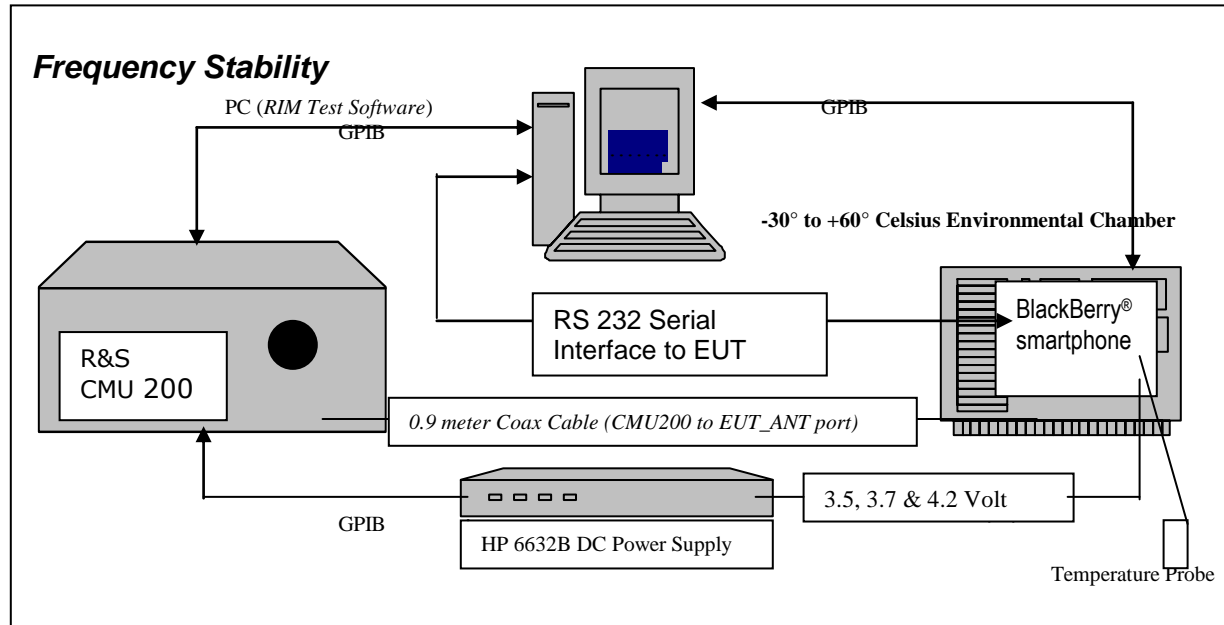 Frequency Stability
PC (RIM Test Software)
GPIB
GPIB
-30° to +60° Celsius Environmental Chamber
BlackBerry®
smartphone
RS 232 Serial
Interface to EUT
R&S
CMU 200
0.9 meter Coax Cable (CMU200 to EUT_ANT port)
3.5, 3.7 & 4.2 Volt
GPIB
HP 6632B DC Power Supply
Temperature Probe